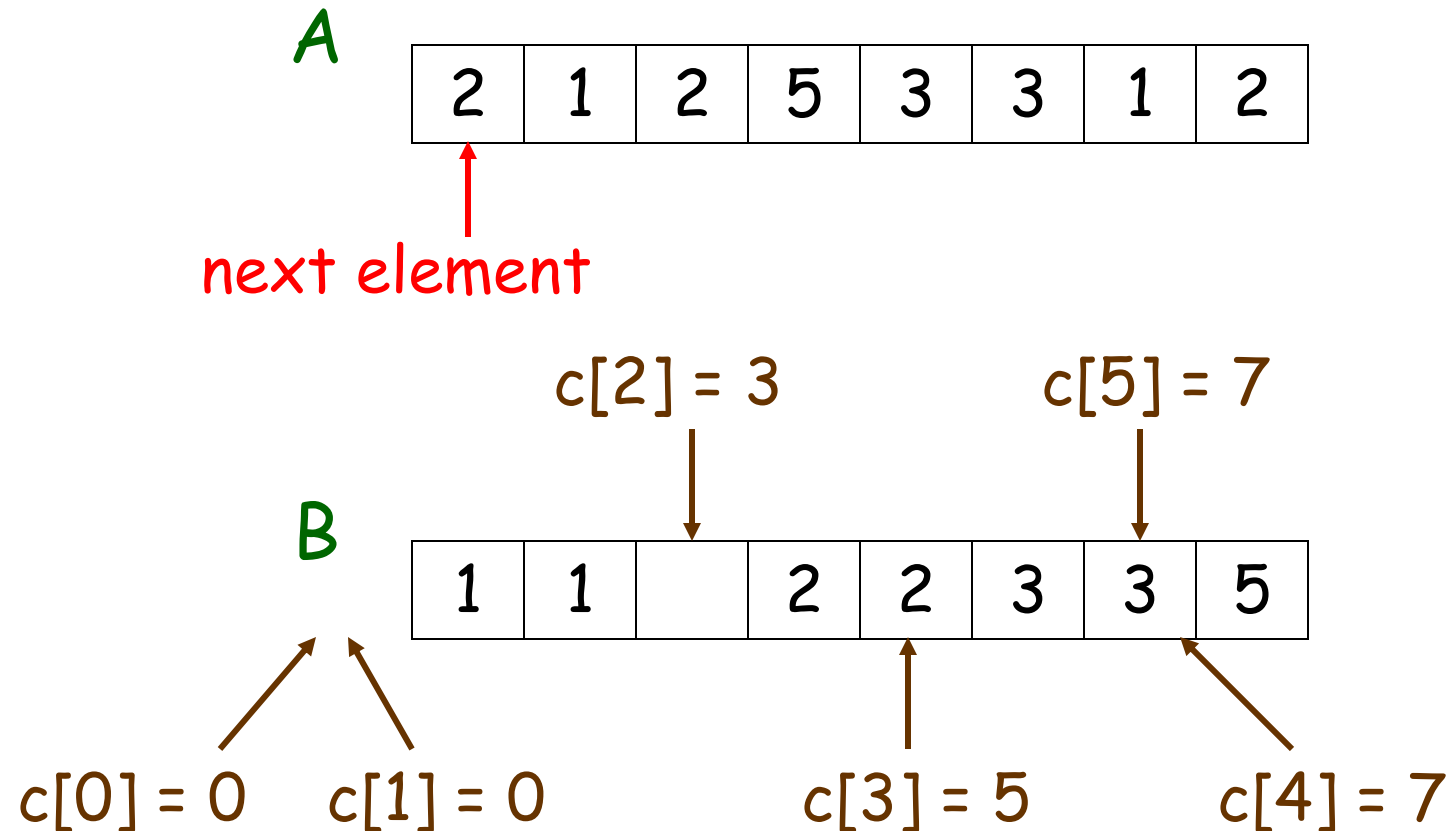 A
2 1 2 5 3 3 1 2
next element
c[2] = 3 c[5] = 7
B
1 1 2 2 3 3 5
c[0] = 0 c[1] = 0 c[3] = 5 c[4] = 7